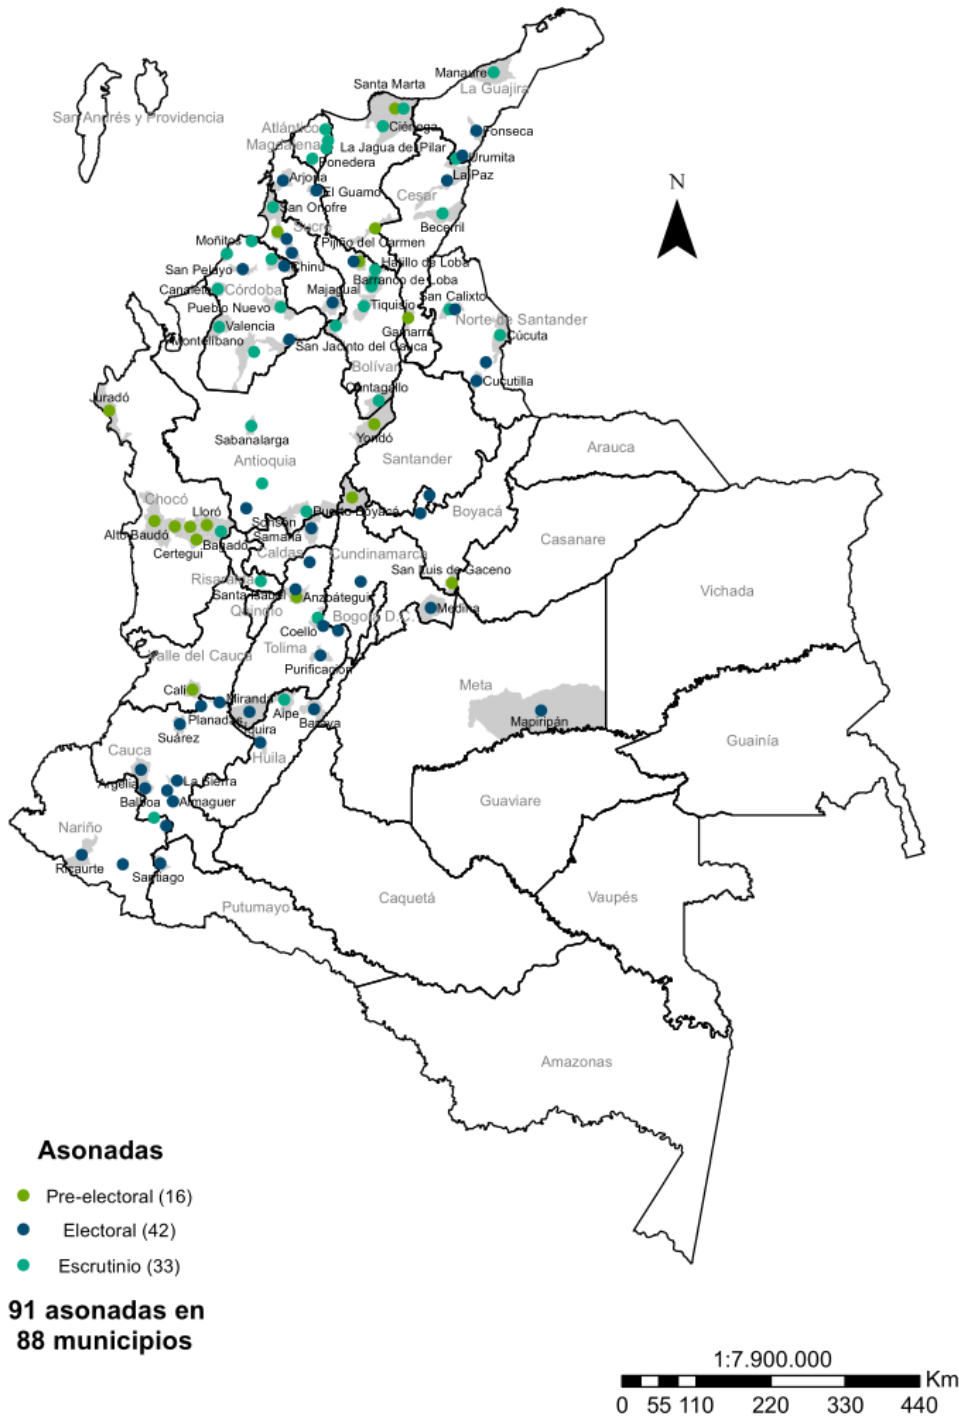 Santa Marta
Manaure
La Guajira
San Andrés y Providencia
Atlántico
Ciénega
Fonseca
Magdalena
La Jagua del Pilar
Ponedera
Urumita
Arjona
La Paz
El Guamo
Cesar
San Onofre
Becerril
Sucre
Moñitos
Pijiño del Carmen
San Pelayo
Chinú
Hatillo de Loba
Barranco de Loba
Canalete
Córdoba
Majagual
San Calixto
Pueblo Nuevo
Tiquisio
Norte de Santander
Valencia
Gamarra
Cúcuta
Montelíbano
San Jacinto del Cauca
Bolívar
Cucutilla
Cantagallo
Juradó
Sabanalarga
Yondó
Arauca
Antioquia
Santander
Chocó
Lloró
Puerto Boyacá
Boyacá
Sonsón
Alto Baudó
Samaná
Bagadó
Casanare
Certegui
Caldas
Cundinamarca
San Luis de Gaceno
Risaralda
Vichada
Santa Isabel
Anzoátegui
Quindio
Medina
Bogotá D.C.
Coello
Tolima
Valle del Cauca
Purificación
Meta
Cali
Miranda
Planadas
Aipe
Baraya
Mapiripán
Suárez
Iquira
Guainía
Cauca
Huila
Argelia
La Sierra
Balboa
Almaguer
Guaviare
Nariño
Ricaurte
Santiago
Caquetá
Vaupés
Putumayo
Amazonas
Asonadas
Pre-electoral (16)
Electoral (42)
Escrutinio (33)
91 asonadas en
88 municipios
N
1:7.900.000
Km
0 55 110 220 330 440